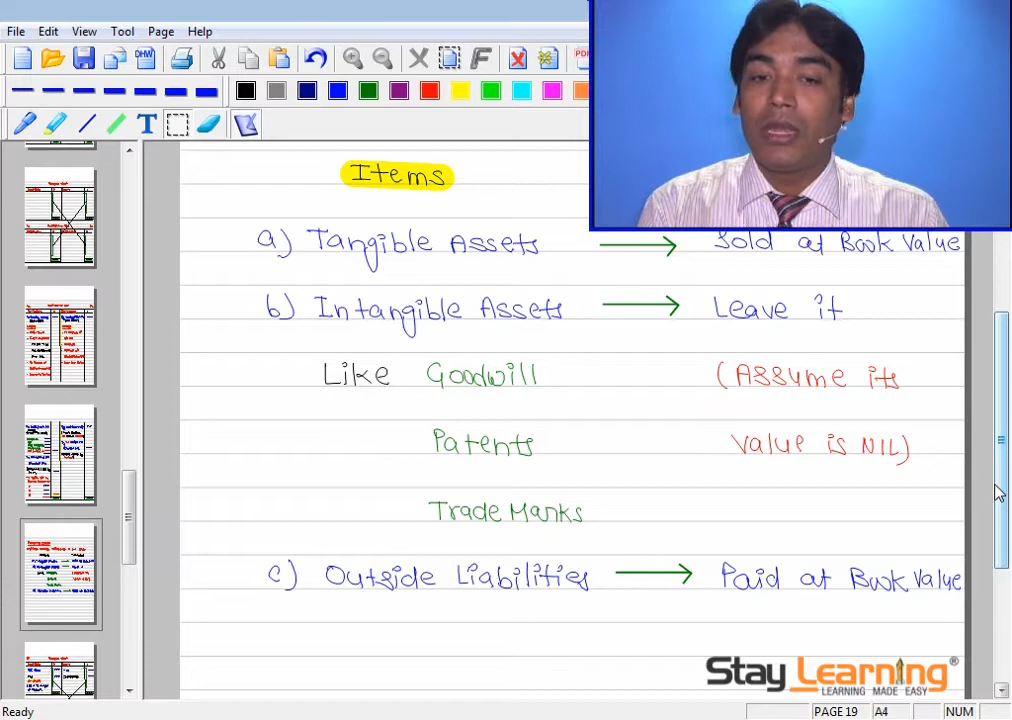 File Edit View Tool Page Help
Items
a) Tangible Assets → Sold at Book Value
b) Intangible Assets → Leave it
Like Goodwill (Assume its
Patents Value is NIL)
Trade Marks
c) Outside Liabilities → Paid at Book Value
Stay Learning®
LEARNING MADE EASY
Ready PAGE 19 A4 NUM